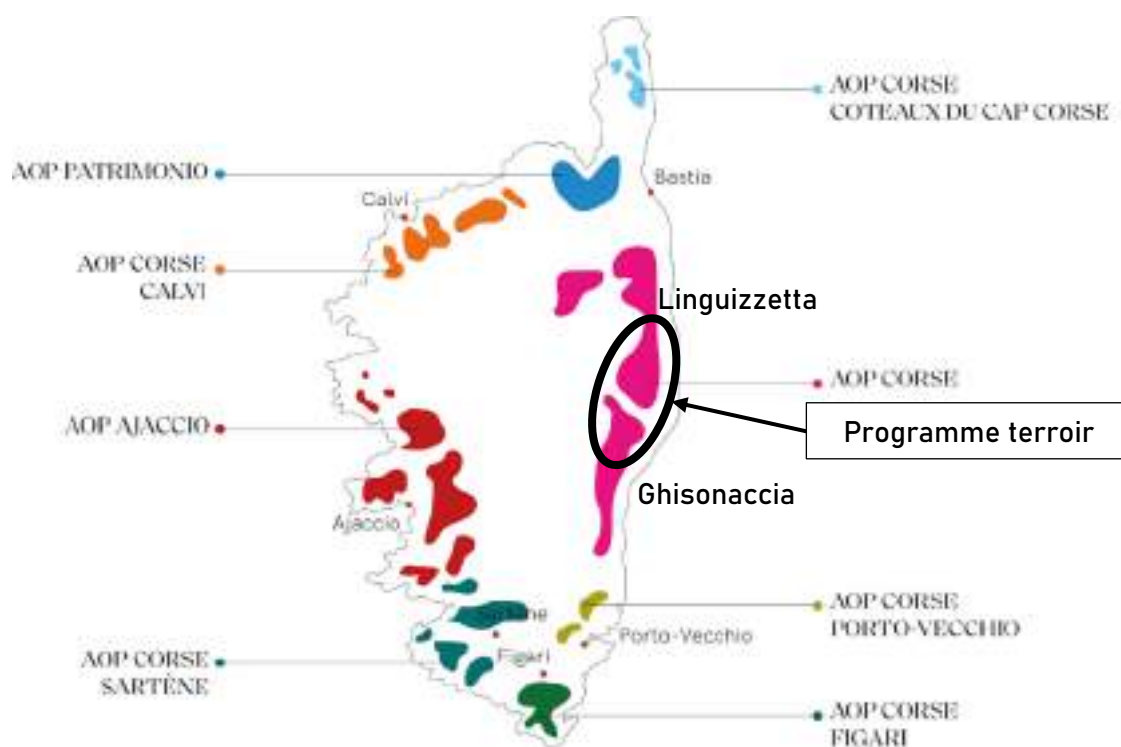 AOP CORSE
COTEAUX DU CAP CORSE
AOP PATRIMONIO
Bastia
Calvi
AOP CORSE
CALVI
Linguizzetta
AOP CORSE
AOP AJACCIO
Programme terroir
Ghisonaccia
Ajaccio
AOP CORSE
PORTO-VECCHIO
Porto-Vecchio
Figari
AOP CORSE
SARTÈNE
AOP CORSE
FIGARI